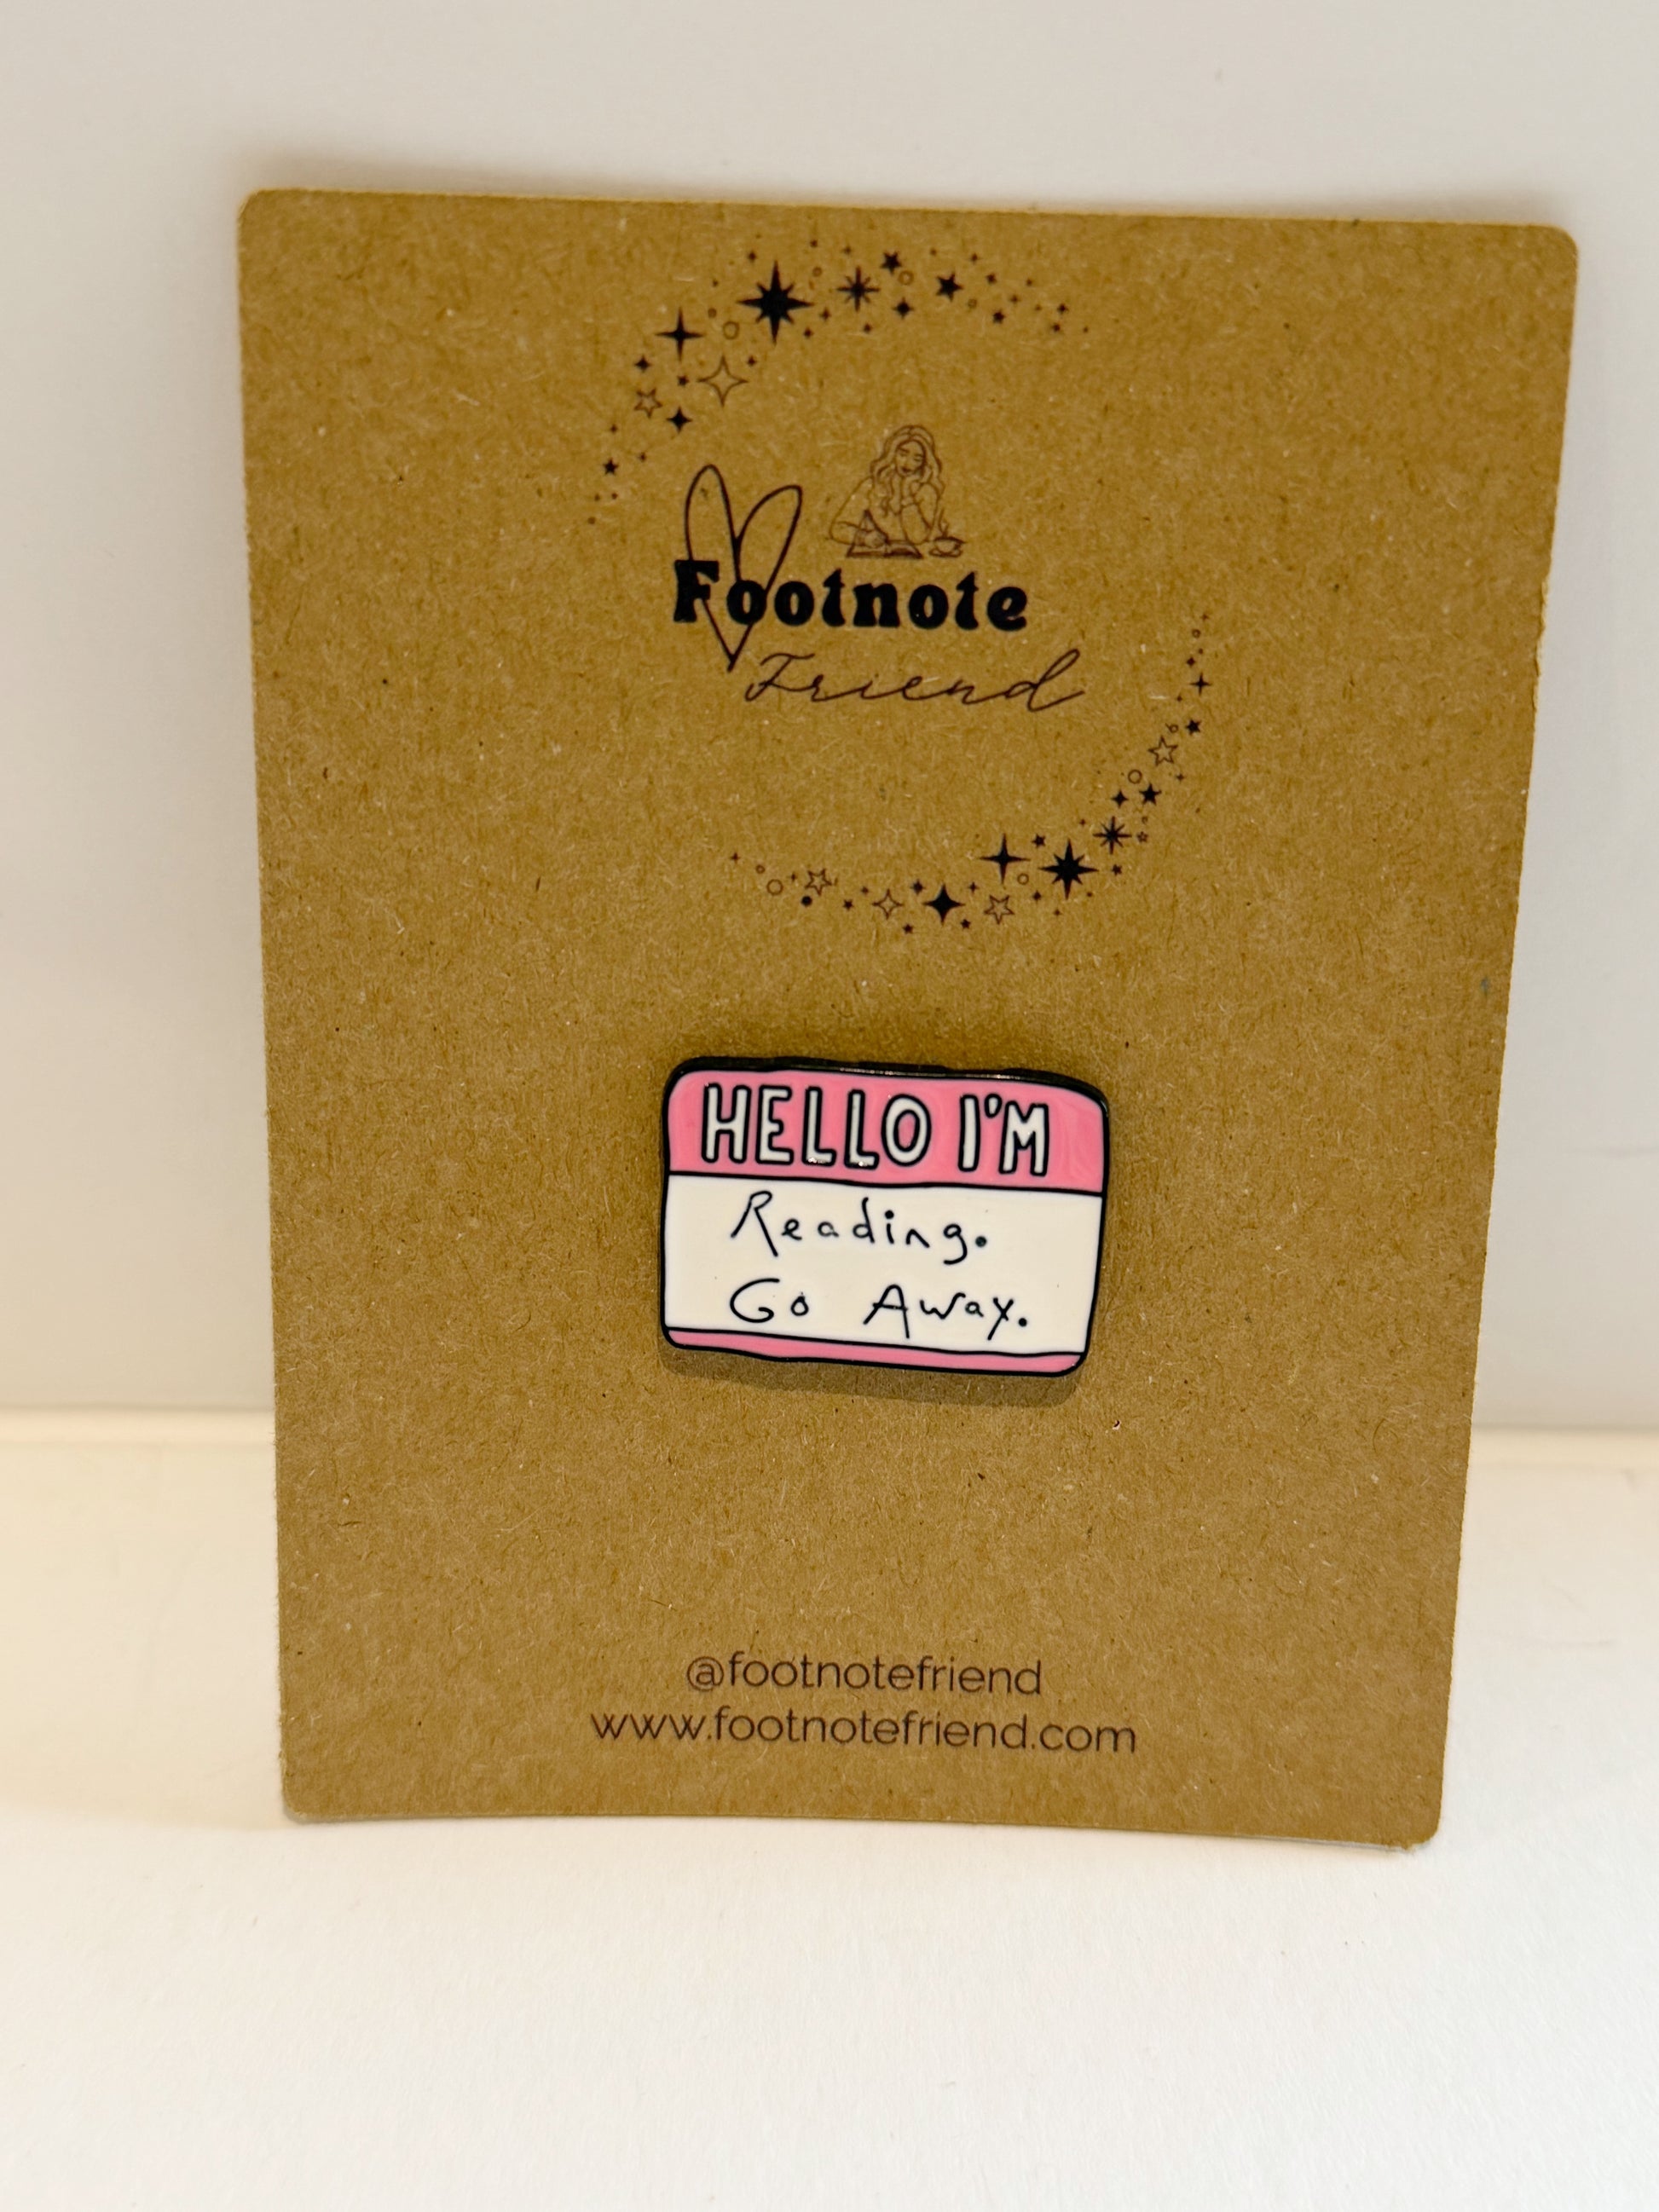 Footnote
Friend
HELLO I'M
Reading.
Go Away.
@footnotefriend
www.footnotefriend.com